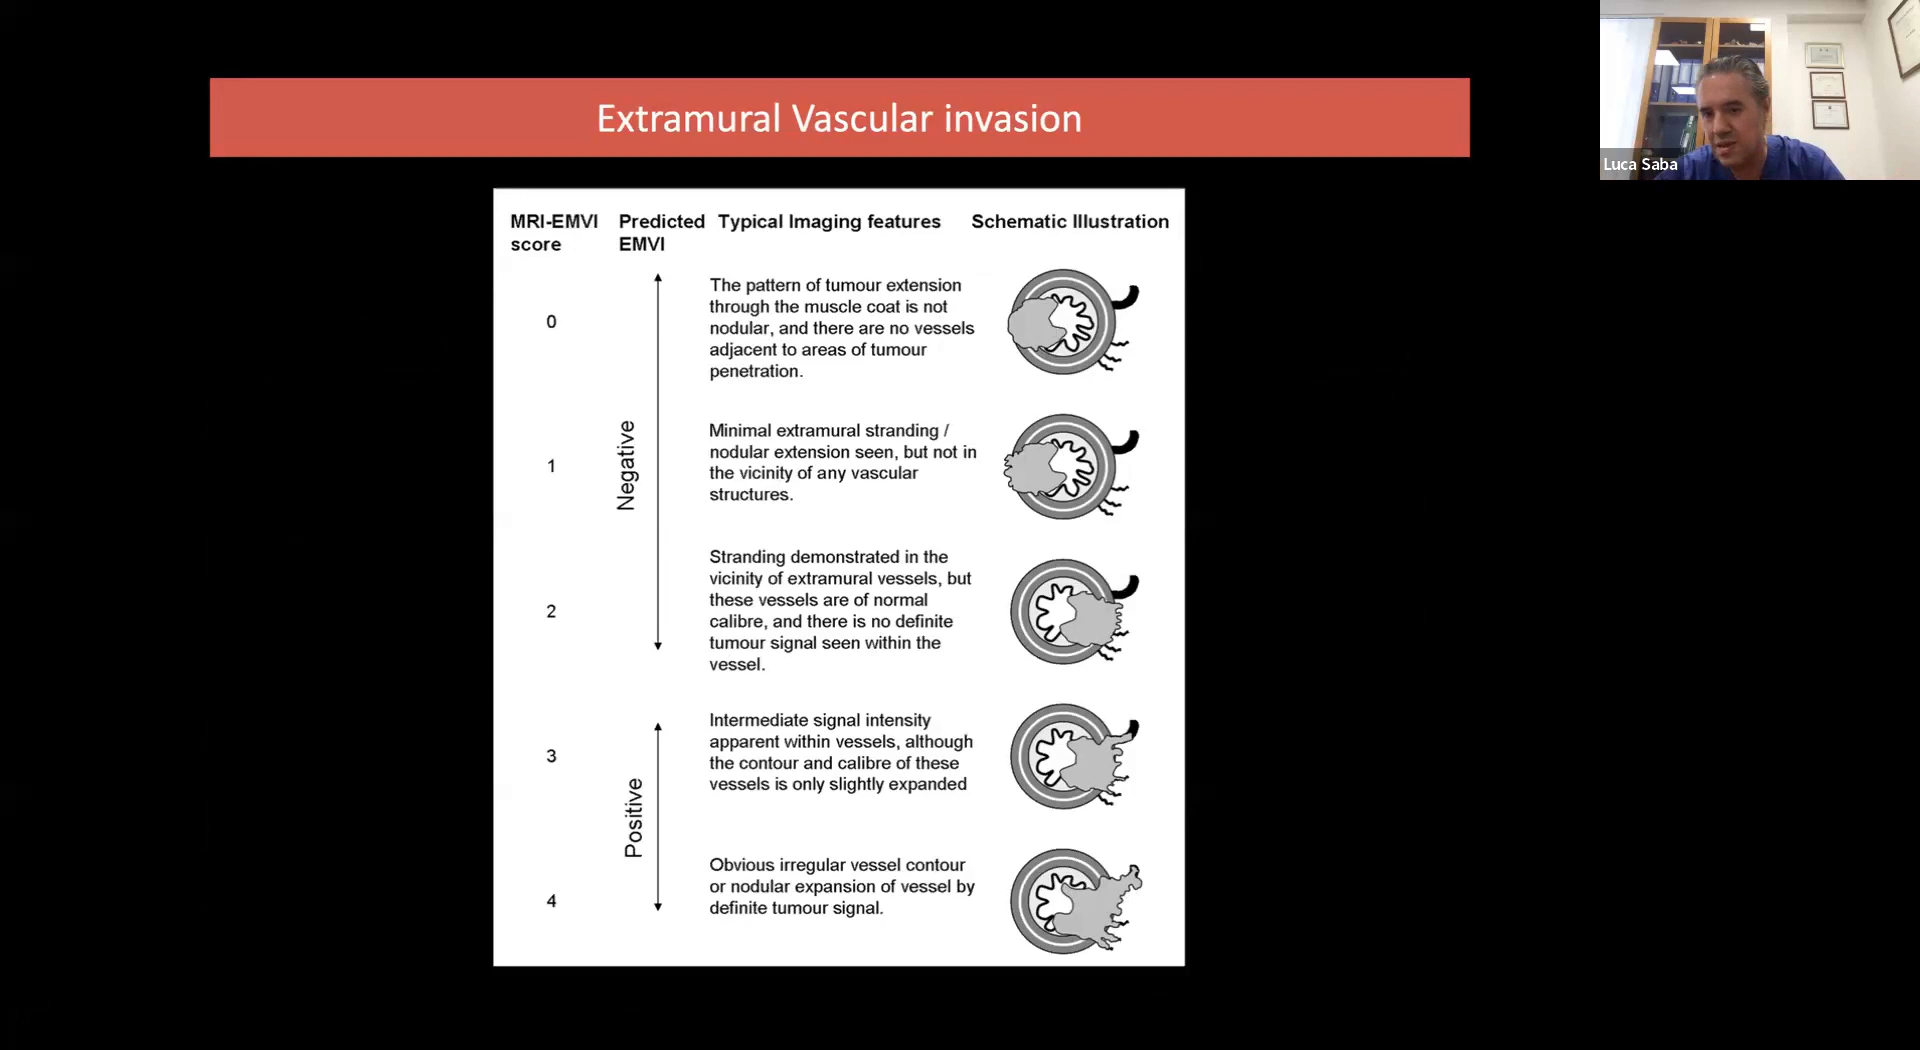 Extramural Vascular invasion
Luca Saba
MRI-EMVI score
Predicted EMVI
Typical Imaging features
Schematic Illustration
0
Negative
The pattern of tumour extension
through the muscle coat is not
nodular, and there are no vessels
adjacent to areas of tumour
penetration.
1
Minimal extramural stranding /
nodular extension seen, but not in
the vicinity of any vascular
structures.
2
Stranding demonstrated in the
vicinity of extramural vessels, but
these vessels are of normal
calibre, and there is no definite
tumour signal seen within the
vessel.
3
Positive
Intermediate signal intensity
apparent within vessels, although
the contour and calibre of these
vessels is only slightly expanded
4
Obvious irregular vessel contour
or nodular expansion of vessel by
definite tumour signal.